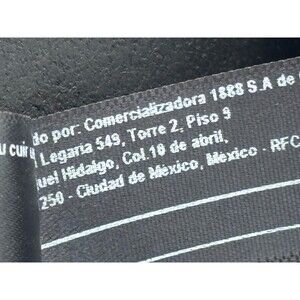 do por: Comercializadora 1888 S.A de
Legaria 549, Torre 2, Piso 9
uel Hidalgo, Col.10 de abril,
250 - Ciudad de Mexico, Mexico - RFC
u cuir